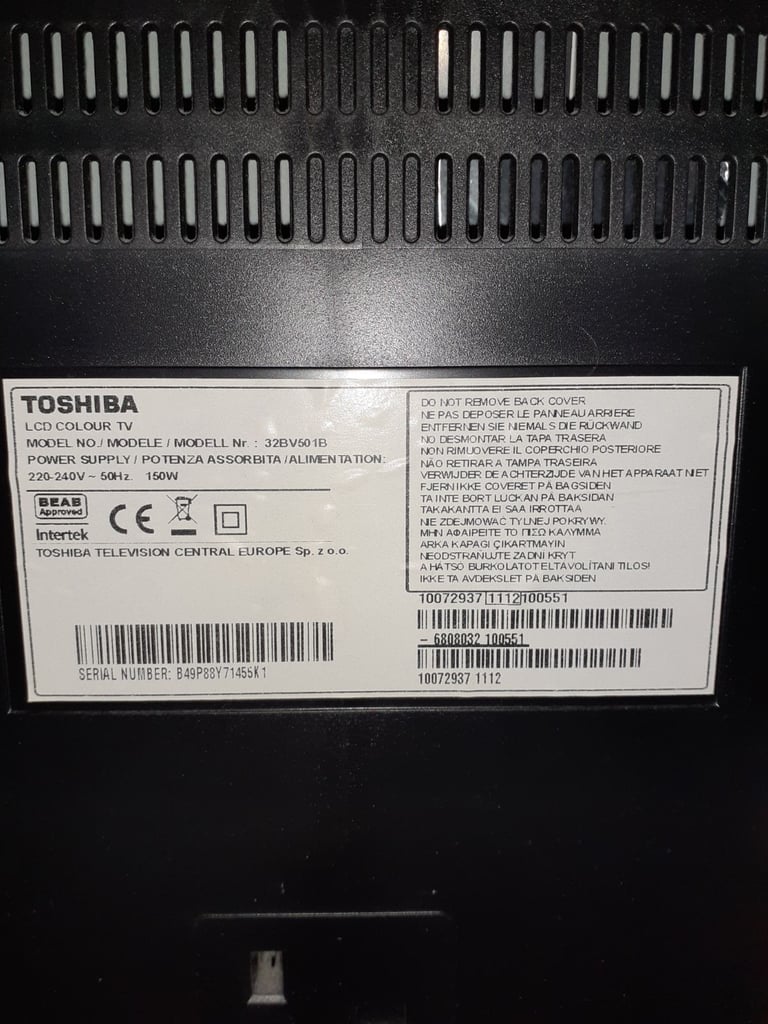 TOSHIBA
LCD COLOUR TV
MODEL NO./ MODELE / MODELL Nr. : 32BV501B
POWER SUPPLY / POTENZA ASSORBITA /ALIMENTATION:
220-240V ~ 50Hz. 150W
BEAB
Approved
Intertek
CE
TOSHIBA TELEVISION CENTRAL EUROPE Sp. z o.o.
SERIAL NUMBER: B49P88Y71455K1
DO NOT REMOVE BACK COVER
NE PAS DEPOSER LE PANNEAU ARRIERE
ENTFERNEN SIE NIEMALS DIE RÜCKWAND
NO DESMONTAR LA TAPA TRASERA
NON RIMUOVERE IL COPERCHIO POSTERIORE
NÃO RETIRAR A TAMPA TRASEIRA
VERWIJDER DE ACHTERZIJDE VAN HET APPARAAT NIET
FJERN IKKE COVERET PÅ BAGSIDEN
TA INTE BORT LUCKAN PÅ BAKSIDAN
TAKAKANTTA EI SAA IRROTTAA
NIE ZDEJMOWAĆ TYLNEJ POKRYWY.
ΜΗΝ ΑΦΑΙΡΕΙΤΕ ΤΟ ΠΙΣΩ ΚΑΛΥΜΜΑ
ARKA KAPAĞI ÇIKARTMAYIN
NEODSTRAŇUJTE ZADNÍ KRYT
A HÁTSÓ BURKOLATOT ELTAVOLÍTANI TILOS!
IKKE TA AVDEKSLET PÅ BAKSIDEN
10072937 1112 100551
- 6808032 100551
10072937 1112